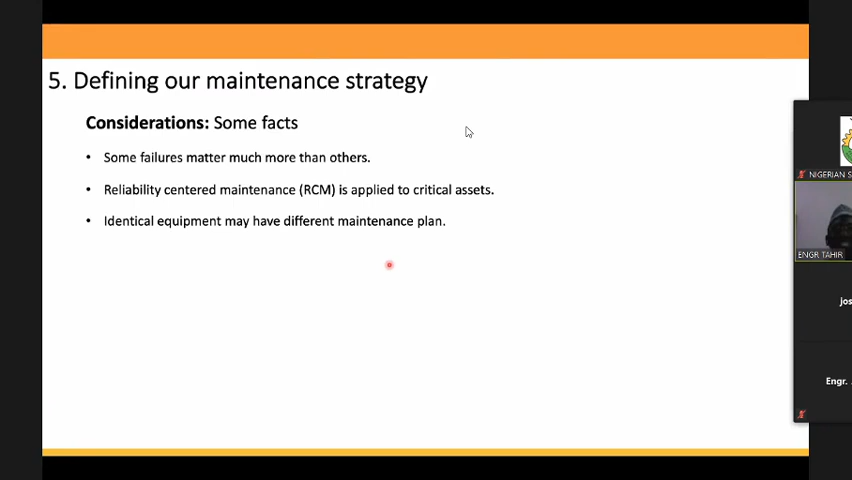 5. Defining our maintenance strategy
Considerations: Some facts
• Some failures matter much more than others.
• Reliability centered maintenance (RCM) is applied to critical assets.
• Identical equipment may have different maintenance plan.
NIGERIAN S
ENGR TAHIR
jos
Engr. .